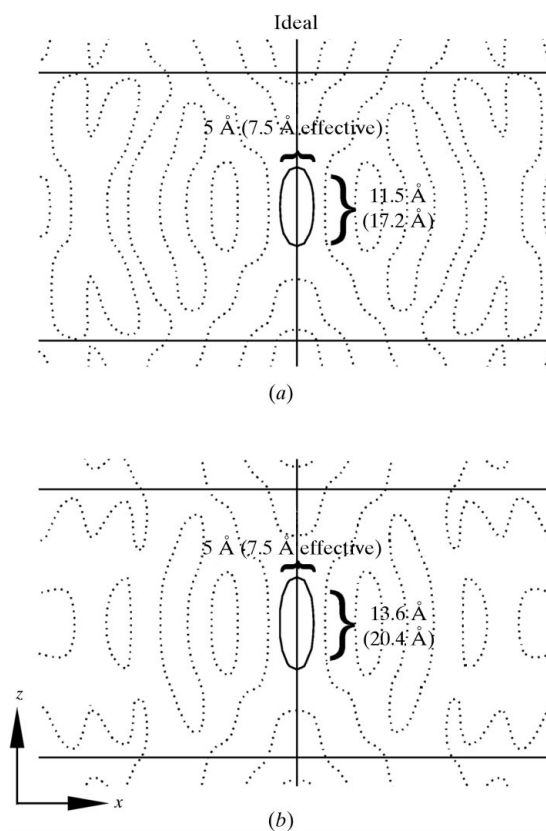 Ideal
5 Å (7.5 Å effective)
11.5 Å
(17.2 Å)
(a)
5 Å (7.5 Å effective)
13.6 Å
(20.4 Å)
z
x
(b)